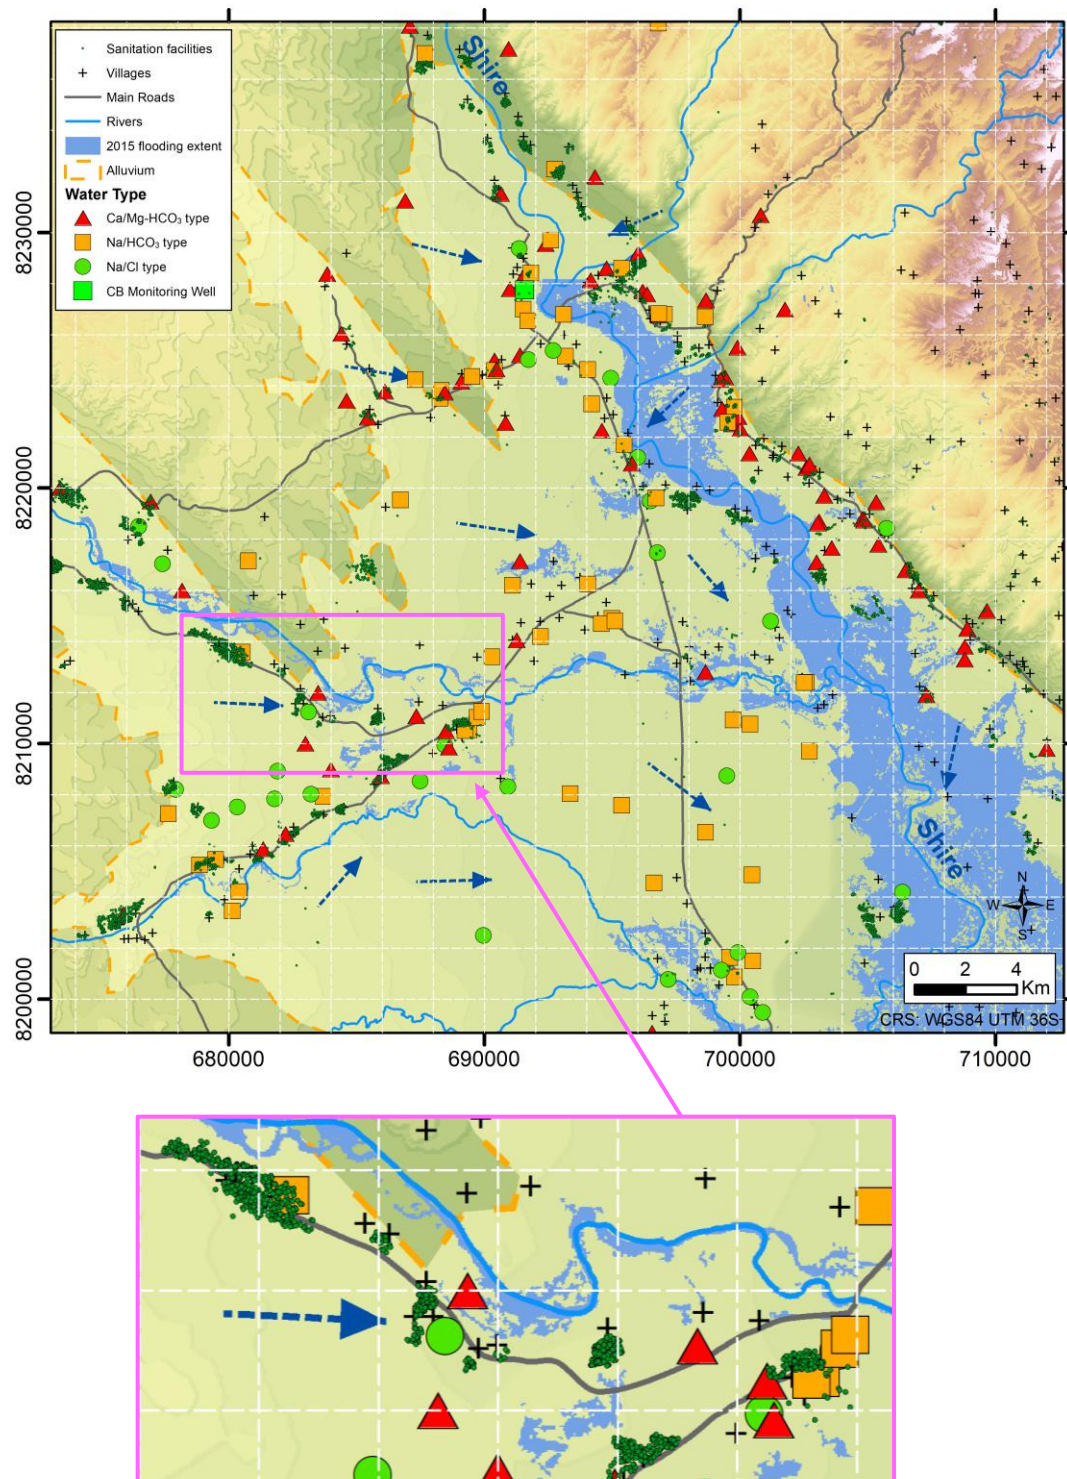 Shire
Sanitation facilities
Villages
Main Roads
Rivers
2015 flooding extent
Alluvium
Water Type
Ca/Mg-HCO₃ type
Na/HCO₃ type
Na/Cl type
CB Monitoring Well
8230000
8220000
8210000
8200000
Shire
N
W E
S
0 2 4
Km
CRS: WGS84 UTM 36S
680000 690000 700000 710000